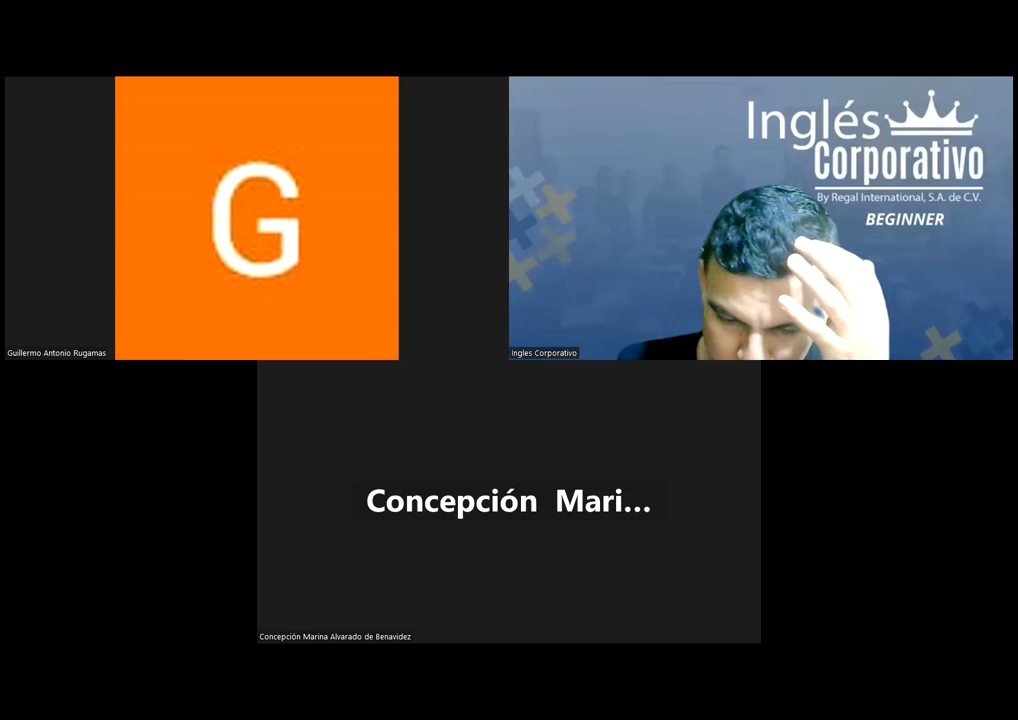 G
Guillermo Antonio Rugamas
Inglés
Corporativo
By Regal International, S.A. de C.V.
BEGINNER
Ingles Corporativo
Concepción Mari...
Concepción Marina Alvarado de Benavidez